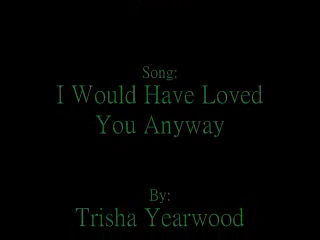 Song:
I Would Have Loved
You Anyway
By:
Trisha Yearwood